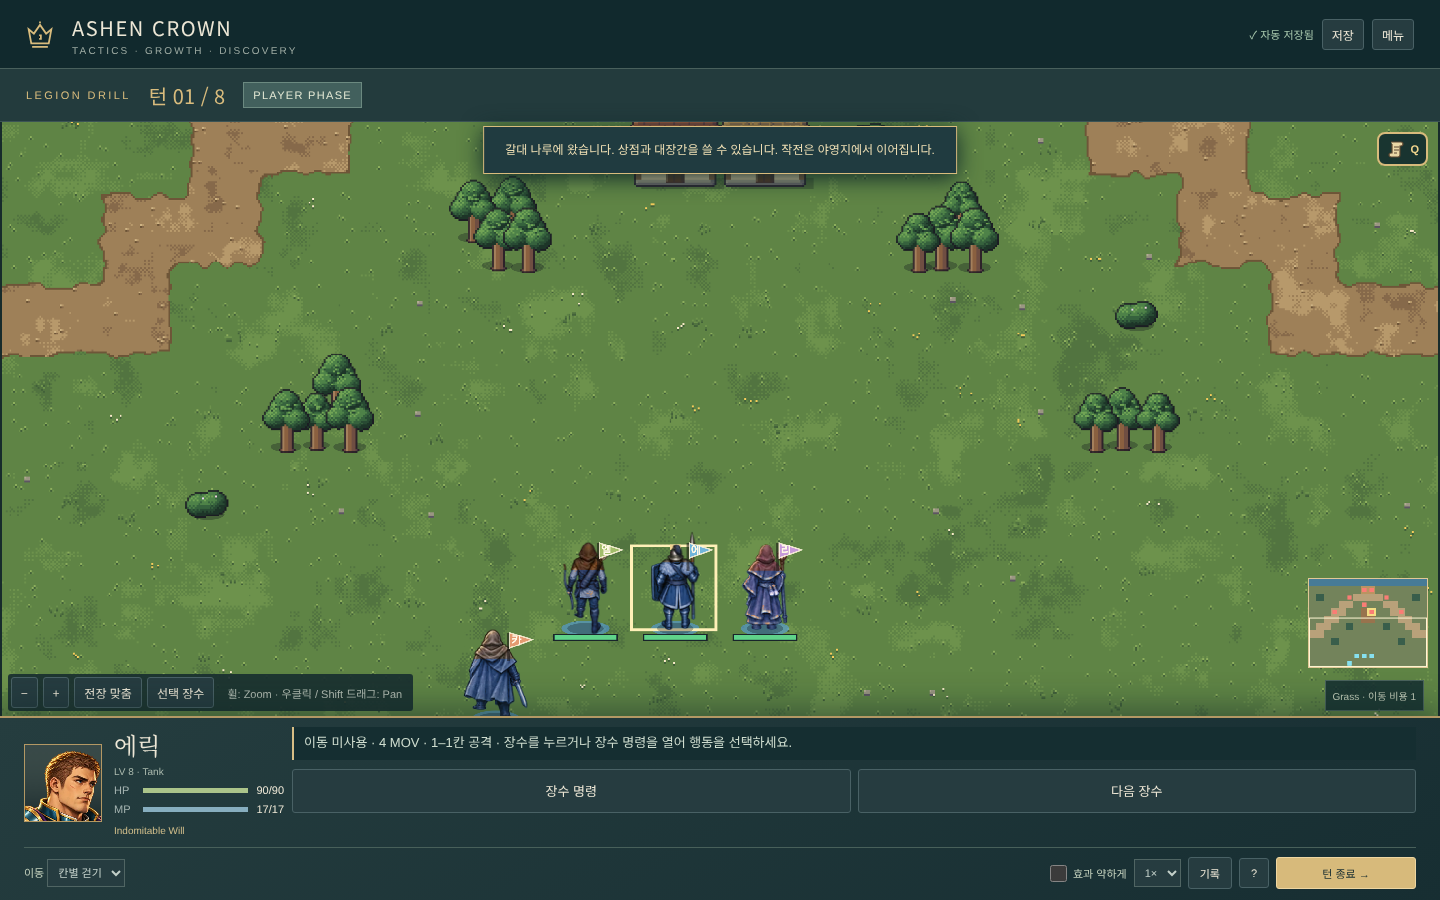 ASHEN CROWN
TACTICS · GROWTH · DISCOVERY
✓ 자동 저장됨
저장
메뉴
LEGION DRILL
턴 01 / 8
PLAYER PHASE
갈대 나루에 왔습니다. 상점과 대장간을 쓸 수 있습니다. 작전은 야영지에서 이어집니다.
Q
에
리
카
−
+
전장 맞춤
선택 장수
휠: Zoom · 우클릭 / Shift 드래그: Pan
Grass · 이동 비용 1
에릭
LV 8 · Tank
HP 90/90
MP 17/17
Indomitable Will
이동 미사용 · 4 MOV · 1–1칸 공격 · 장수를 누르거나 장수 명령을 열어 행동을 선택하세요.
장수 명령
다음 장수
이동
칸별 걷기
효과 약하게
1×
기록
?
턴 종료 →